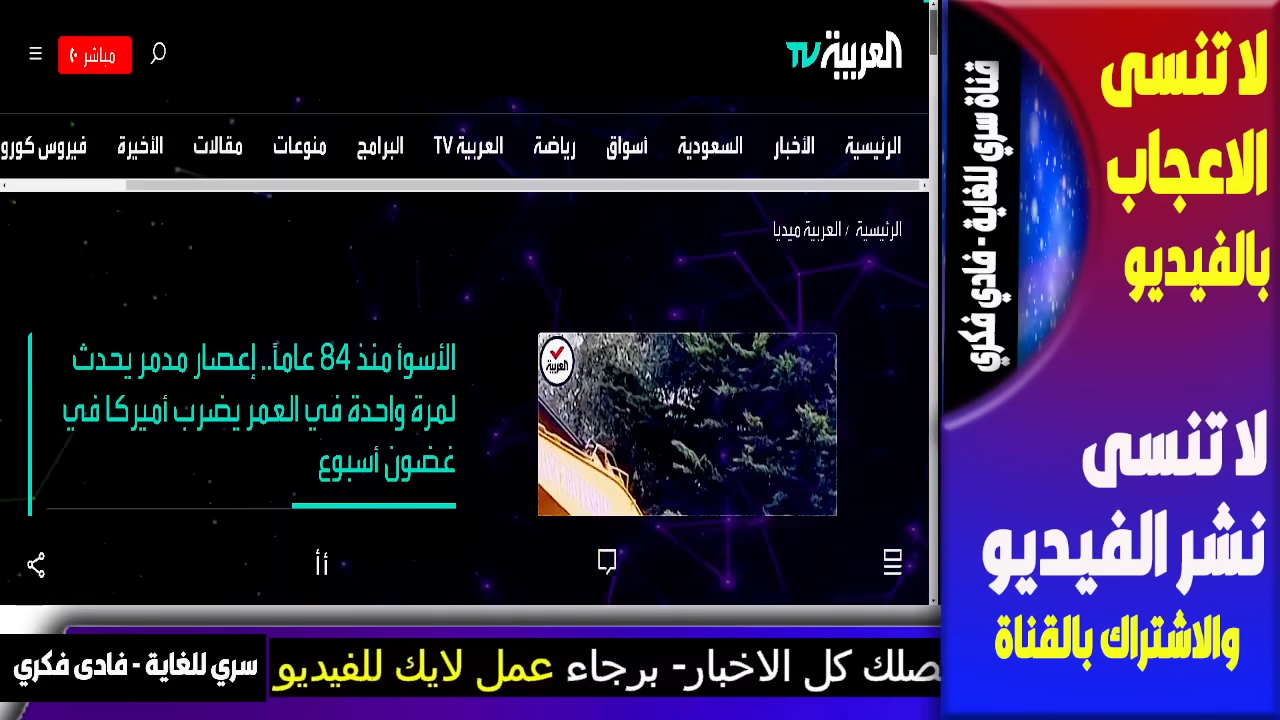 العربية TV
مباشر
الرئيسية الأخبار السعودية أسواق رياضة العربية TV البرامج منوعات مقالات الأخيرة فيروس كورو
الرئيسية / العربية ميديا
العربية
الأسوأ منذ 84 عاماً.. إعصار مدمر يحدث
لمرة واحدة في العمر يضرب أميركا في
غضون أسبوع
أأ
لا تنسى
الاعجاب
بالفيديو
قناة سري للغاية - فادي فكري
لا تنسى
نشر الفيديو
والاشتراك بالقناة
صلك كل الاخبار- برجاء عمل لايك للفيديو
سري للغاية - فادى فكري